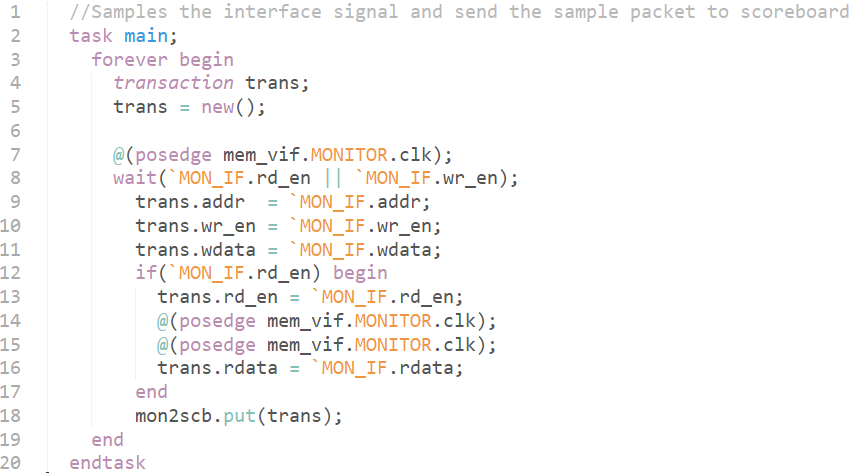 1 //Samples the interface signal and send the sample packet to scoreboard
2 task main;
3 forever begin
4 transaction trans;
5 trans = new();
6
7 @(posedge mem_vif.MONITOR.clk);
8 wait(`MON_IF.rd_en || `MON_IF.wr_en);
9 trans.addr  = `MON_IF.addr;
10 trans.wr_en = `MON_IF.wr_en;
11 trans.wdata = `MON_IF.wdata;
12 if(`MON_IF.rd_en) begin
13 trans.rd_en = `MON_IF.rd_en;
14 @(posedge mem_vif.MONITOR.clk);
15 @(posedge mem_vif.MONITOR.clk);
16 trans.rdata = `MON_IF.rdata;
17 end
18 mon2scb.put(trans);
19 end
20 endtask